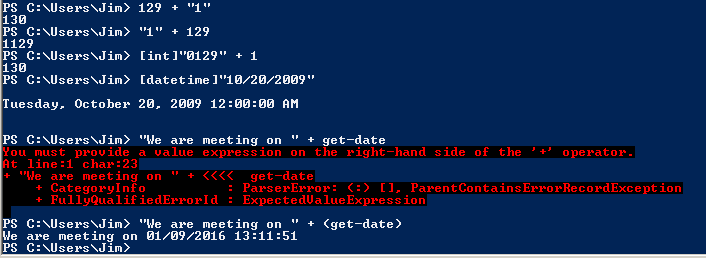 PS C:\Users\Jim> 129 + "1"
130
PS C:\Users\Jim> "1" + 129
1129
PS C:\Users\Jim> [int]"0129" + 1
130
PS C:\Users\Jim> [datetime]"10/20/2009"
Tuesday, October 20, 2009 12:00:00 AM
PS C:\Users\Jim> "We are meeting on " + get-date
You must provide a value expression on the right-hand side of the '+' operator.
At line:1 char:23
+ "We are meeting on " + <<<<  get-date
    + CategoryInfo          : ParserError: (:) [], ParentContainsErrorRecordException
    + FullyQualifiedErrorId : ExpectedValueExpression
PS C:\Users\Jim> "We are meeting on " + (get-date)
We are meeting on 01/09/2016 13:11:51
PS C:\Users\Jim>